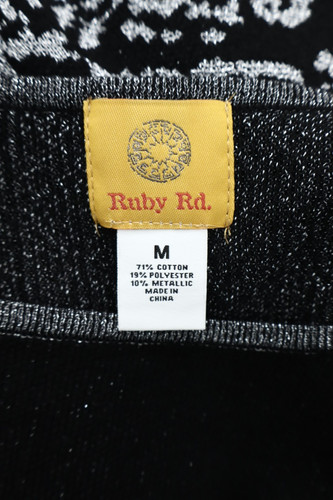 Ruby Rd.
M
71% COTTON
19% POLYESTER
10% METALLIC
MADE IN
CHINA